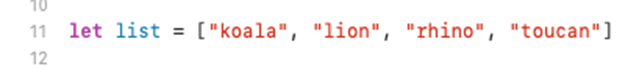 10
11 let list = ["koala", "lion", "rhino", "toucan"]
12